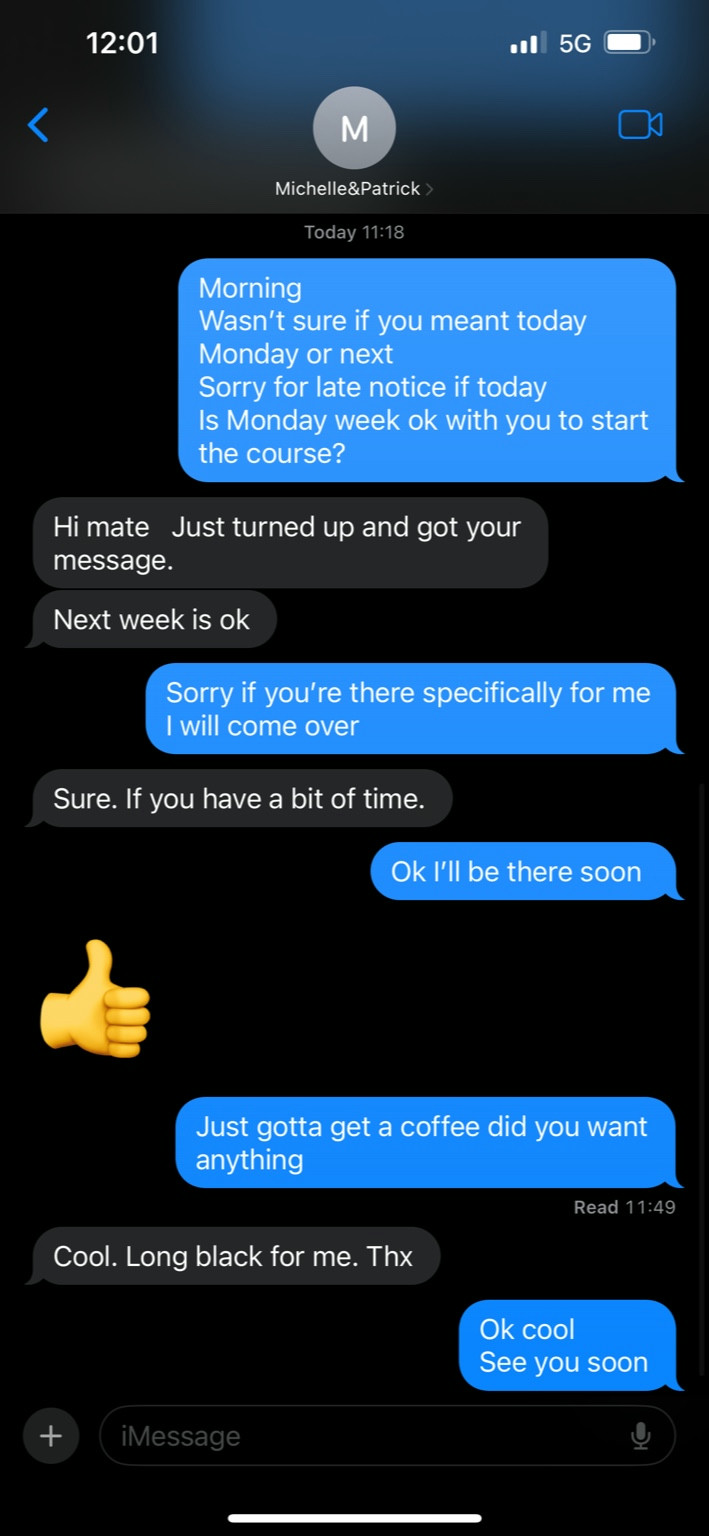 12:01
5G
M
Michelle&Patrick
Today 11:18
Morning
Wasn't sure if you meant today
Monday or next
Sorry for late notice if today
Is Monday week ok with you to start
the course?
Hi mate   Just turned up and got your
message.
Next week is ok
Sorry if you're there specifically for me
I will come over
Sure. If you have a bit of time.
Ok I'll be there soon
Just gotta get a coffee did you want
anything
Read 11:49
Cool. Long black for me. Thx
Ok cool
See you soon
iMessage